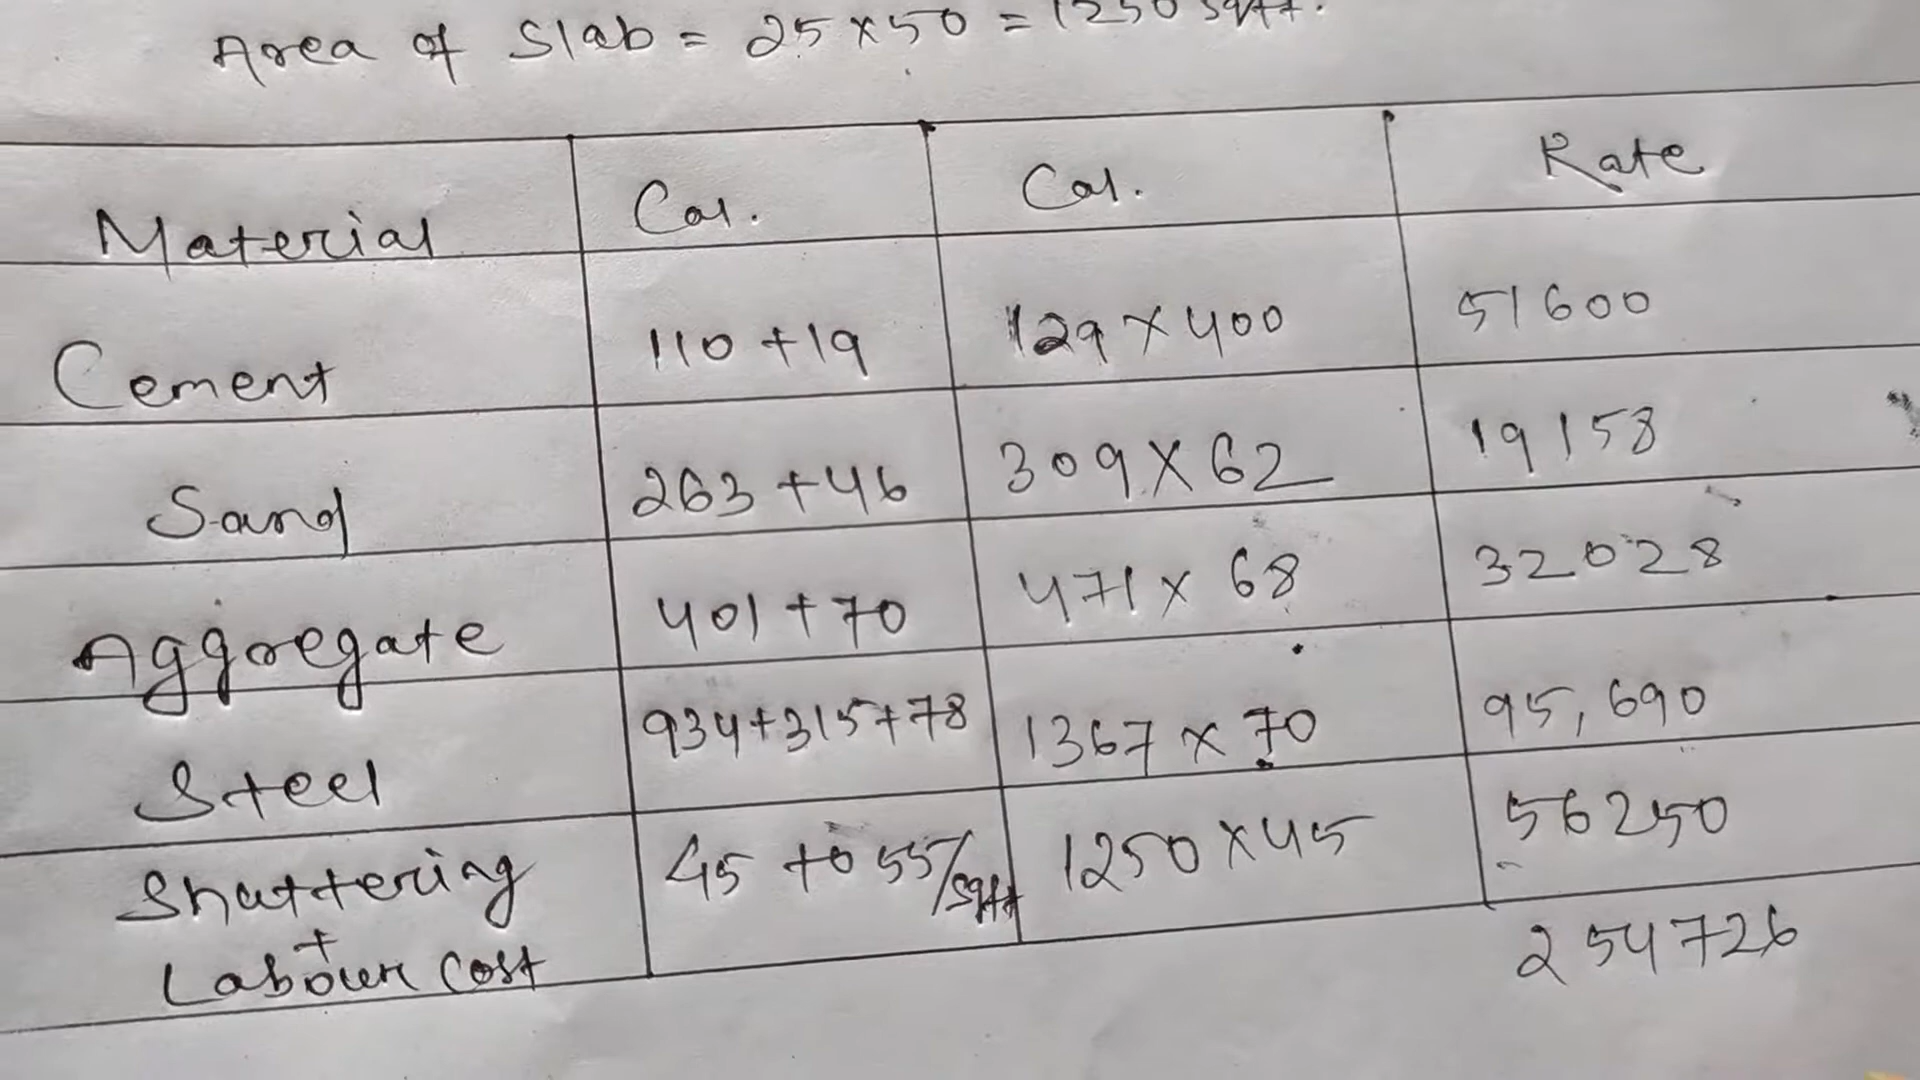 Area of Slab = 25 x 50 = 1250 sqft.
Material Cal. Cal. Rate
Cement 110 + 19 129 x 400 51600
Sand 263 + 46 309 x 62 19158
Aggregate 401 + 70 471 x 68 32028
Steel 934 + 315 + 78 1367 x 70 95,690
Shattering + Labour cost 45 to 55/sqft 1250 x 45 56250
254726